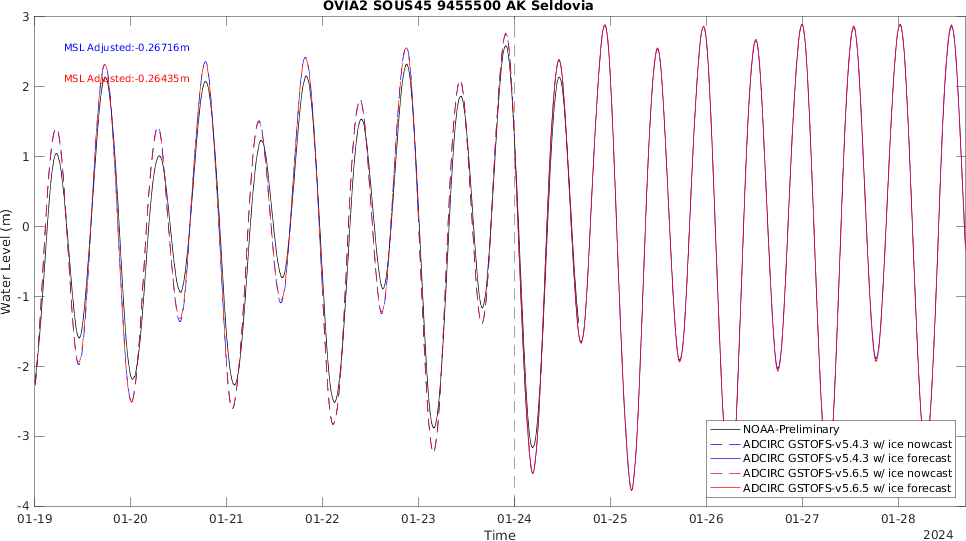 OVIA2 SOUS45 9455500 AK Seldovia
MSL Adjusted:-0.26716m
MSL Adjusted:-0.26435m
Water Level (m)
3
2
1
0
-1
-2
-3
-4
NOAA-Preliminary
ADCIRC GSTOFS-v5.4.3 w/ ice nowcast
ADCIRC GSTOFS-v5.4.3 w/ ice forecast
ADCIRC GSTOFS-v5.6.5 w/ ice nowcast
ADCIRC GSTOFS-v5.6.5 w/ ice forecast
01-19 01-20 01-21 01-22 01-23 01-24 01-25 01-26 01-27 01-28
Time
2024